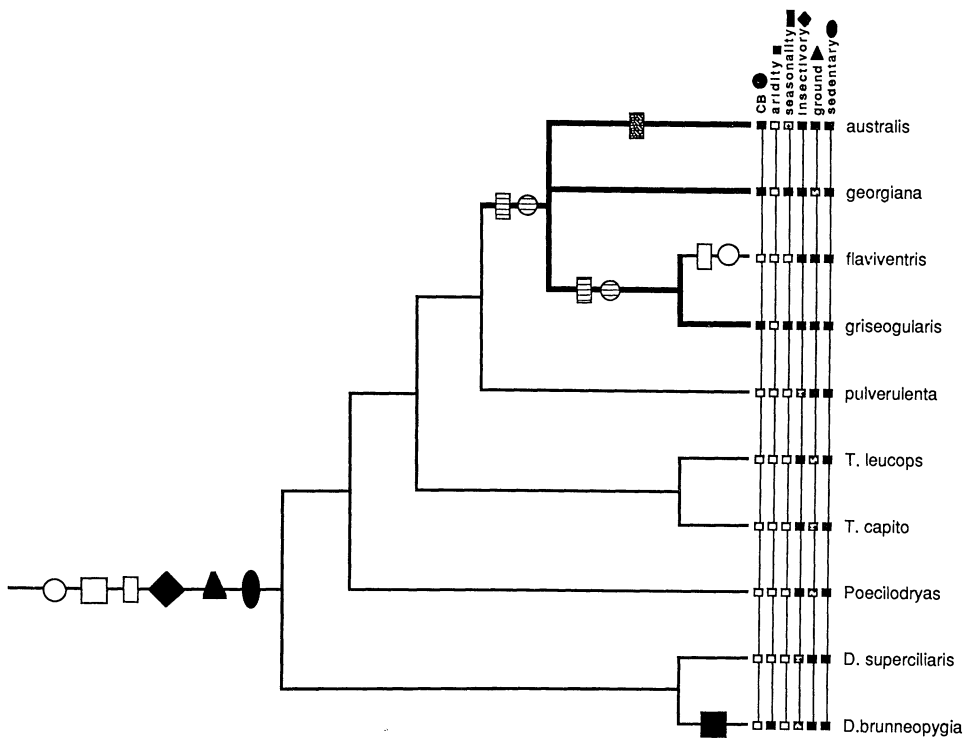 CB
aridity
seasonality
insectivory
ground
sedentary
australis
georgiana
flaviventris
griseogularis
pulverulenta
T. leucops
T. capito
Poecilodryas
D. superciliaris
D.brunneopygia